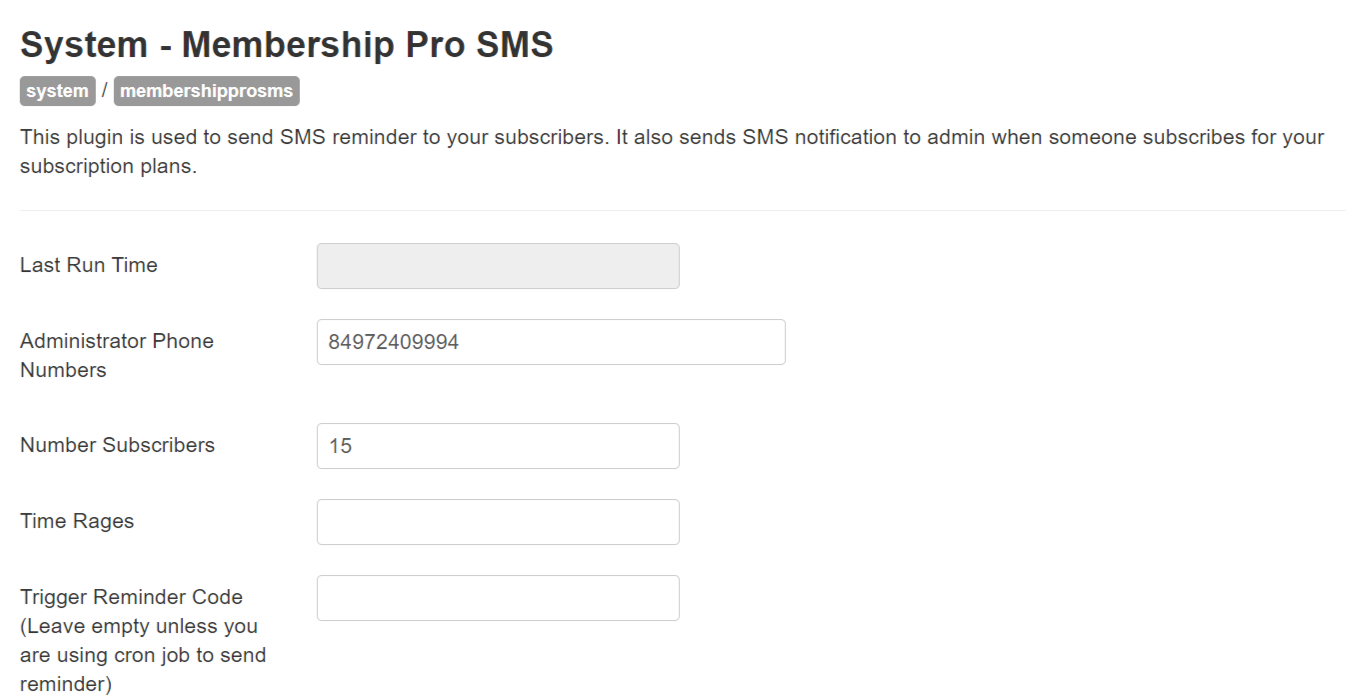 System - Membership Pro SMS
system / membershipprosms
This plugin is used to send SMS reminder to your subscribers. It also sends SMS notification to admin when someone subscribes for your
subscription plans.
Last Run Time
Administrator Phone
Numbers
84972409994
Number Subscribers
15
Time Rages
Trigger Reminder Code
(Leave empty unless you
are using cron job to send
reminder)